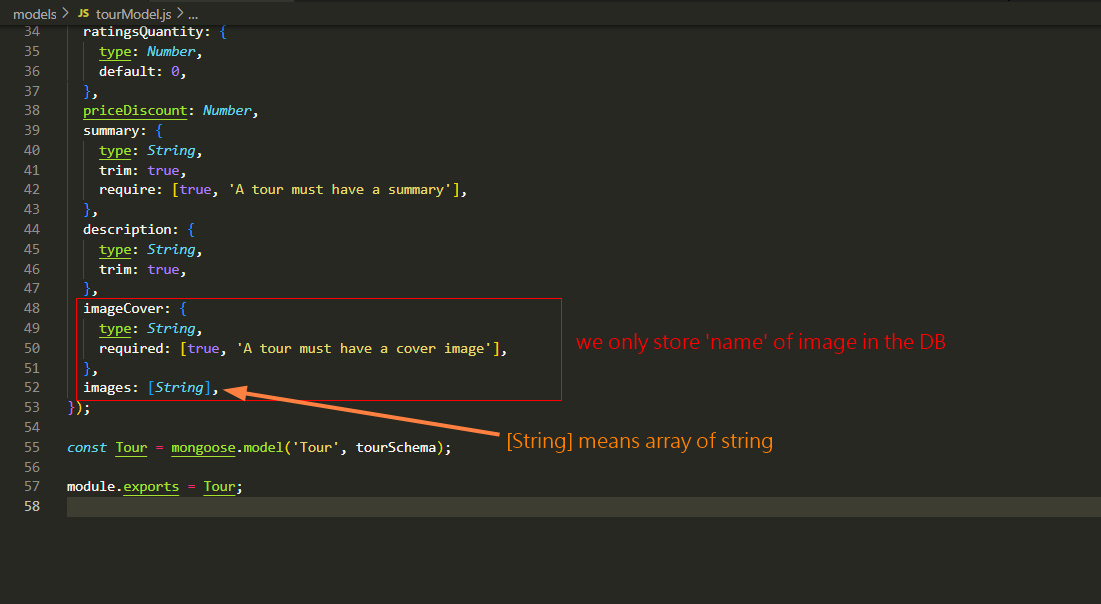 models > JS tourModel.js > ...
34 ratingsQuantity: {
35 type: Number,
36 default: 0,
37 },
38 priceDiscount: Number,
39 summary: {
40 type: String,
41 trim: true,
42 require: [true, 'A tour must have a summary'],
43 },
44 description: {
45 type: String,
46 trim: true,
47 },
48 imageCover: {
49 type: String,
50 required: [true, 'A tour must have a cover image'],
we only store 'name' of image in the DB
51 },
52 images: [String],
53 });
54
[String] means array of string
55 const Tour = mongoose.model('Tour', tourSchema);
56
57 module.exports = Tour;
58